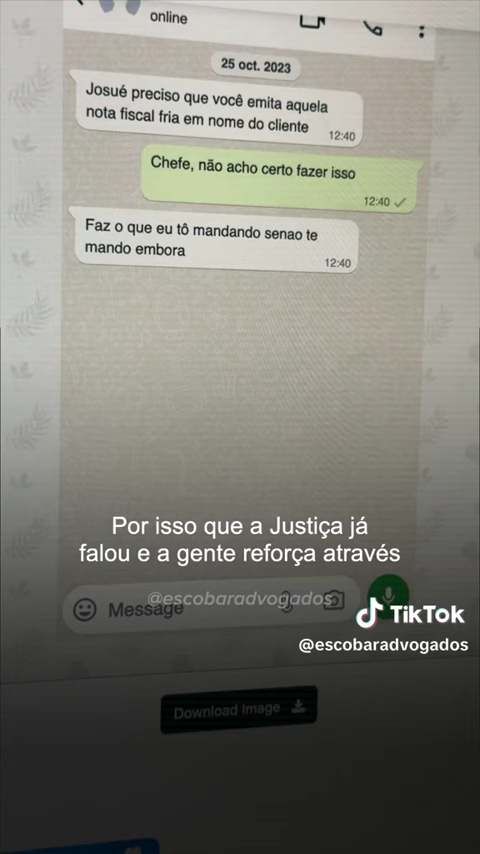 online
25 oct. 2023
Josué preciso que você emita aquela
nota fiscal fria em nome do cliente
12:40
Chefe, não acho certo fazer isso
12:40
Faz o que eu tô mandando senao te
mando embora
12:40
Por isso que a Justiça já
falou e a gente reforça através
Message
@escobaradvogados
TikTok
@escobaradvogados
Download Image